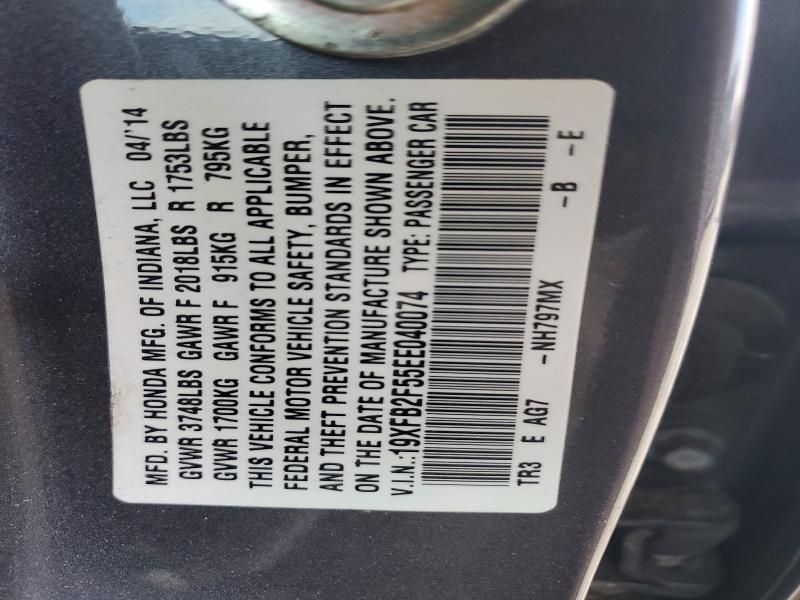 MFD. BY HONDA MFG. OF INDIANA, LLC 04/'14
GVWR 3748LBS GAWR F 2018LBS R 1753LBS
GVWR 1700KG GAWR F 915KG R 795KG
THIS VEHICLE CONFORMS TO ALL APPLICABLE
FEDERAL MOTOR VEHICLE SAFETY, BUMPER,
AND THEFT PREVENTION STANDARDS IN EFFECT
ON THE DATE OF MANUFACTURE SHOWN ABOVE.
V.I.N.:19XFB2F55EE040074 TYPE: PASSENGER CAR
TR3 E AG7 -NH797MX -B -E